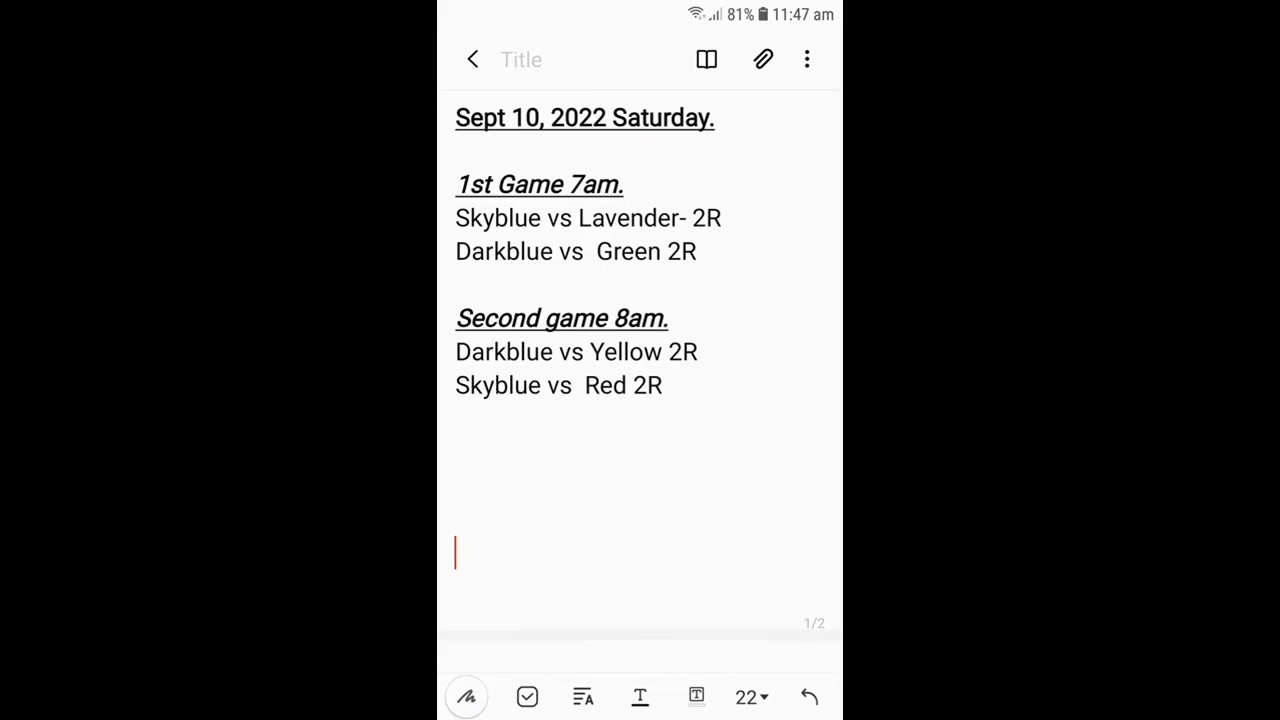 81% 11:47 am
Title
Sept 10, 2022 Saturday.
1st Game 7am.
Skyblue vs Lavender- 2R
Darkblue vs  Green 2R
Second game 8am.
Darkblue vs Yellow 2R
Skyblue vs  Red 2R
1/2
A T T 22